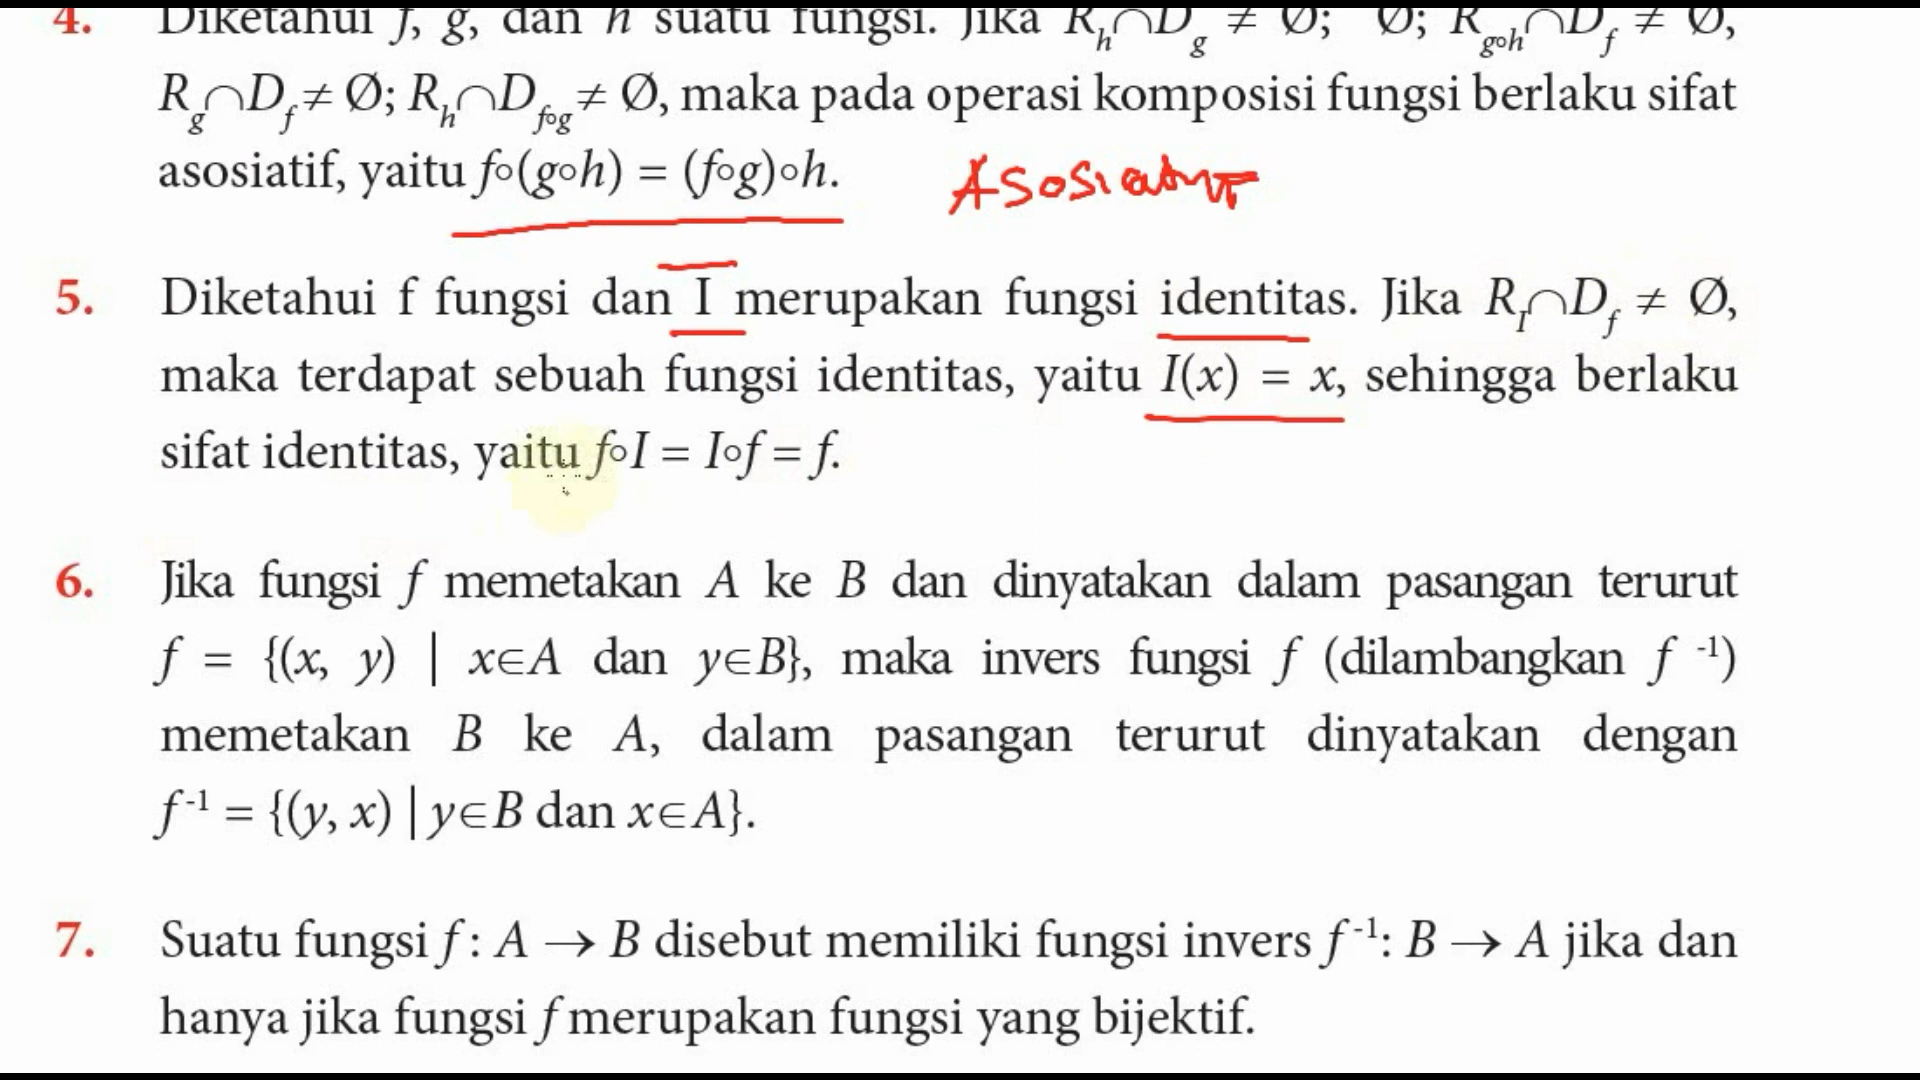 4. Diketahui f, g, dan h suatu fungsi. Jika Rₕ∩D_g ≠ Ø; Ø; R_g∘h∩D_f ≠ Ø,
R_g∩D_f ≠ Ø; Rₕ∩D_f∘g ≠ Ø, maka pada operasi komposisi fungsi berlaku sifat
asosiatif, yaitu f∘(g∘h) = (f∘g)∘h. Asosiatif
5. Diketahui f fungsi dan I merupakan fungsi identitas. Jika R_I∩D_f ≠ Ø,
maka terdapat sebuah fungsi identitas, yaitu I(x) = x, sehingga berlaku
sifat identitas, yaitu f∘I = I∘f = f.
6. Jika fungsi f memetakan A ke B dan dinyatakan dalam pasangan terurut
f = {(x, y) | x∈A dan y∈B}, maka invers fungsi f (dilambangkan f ⁻¹)
memetakan B ke A, dalam pasangan terurut dinyatakan dengan
f⁻¹ = {(y, x) | y∈B dan x∈A}.
7. Suatu fungsi f : A → B disebut memiliki fungsi invers f⁻¹: B → A jika dan
hanya jika fungsi f merupakan fungsi yang bijektif.